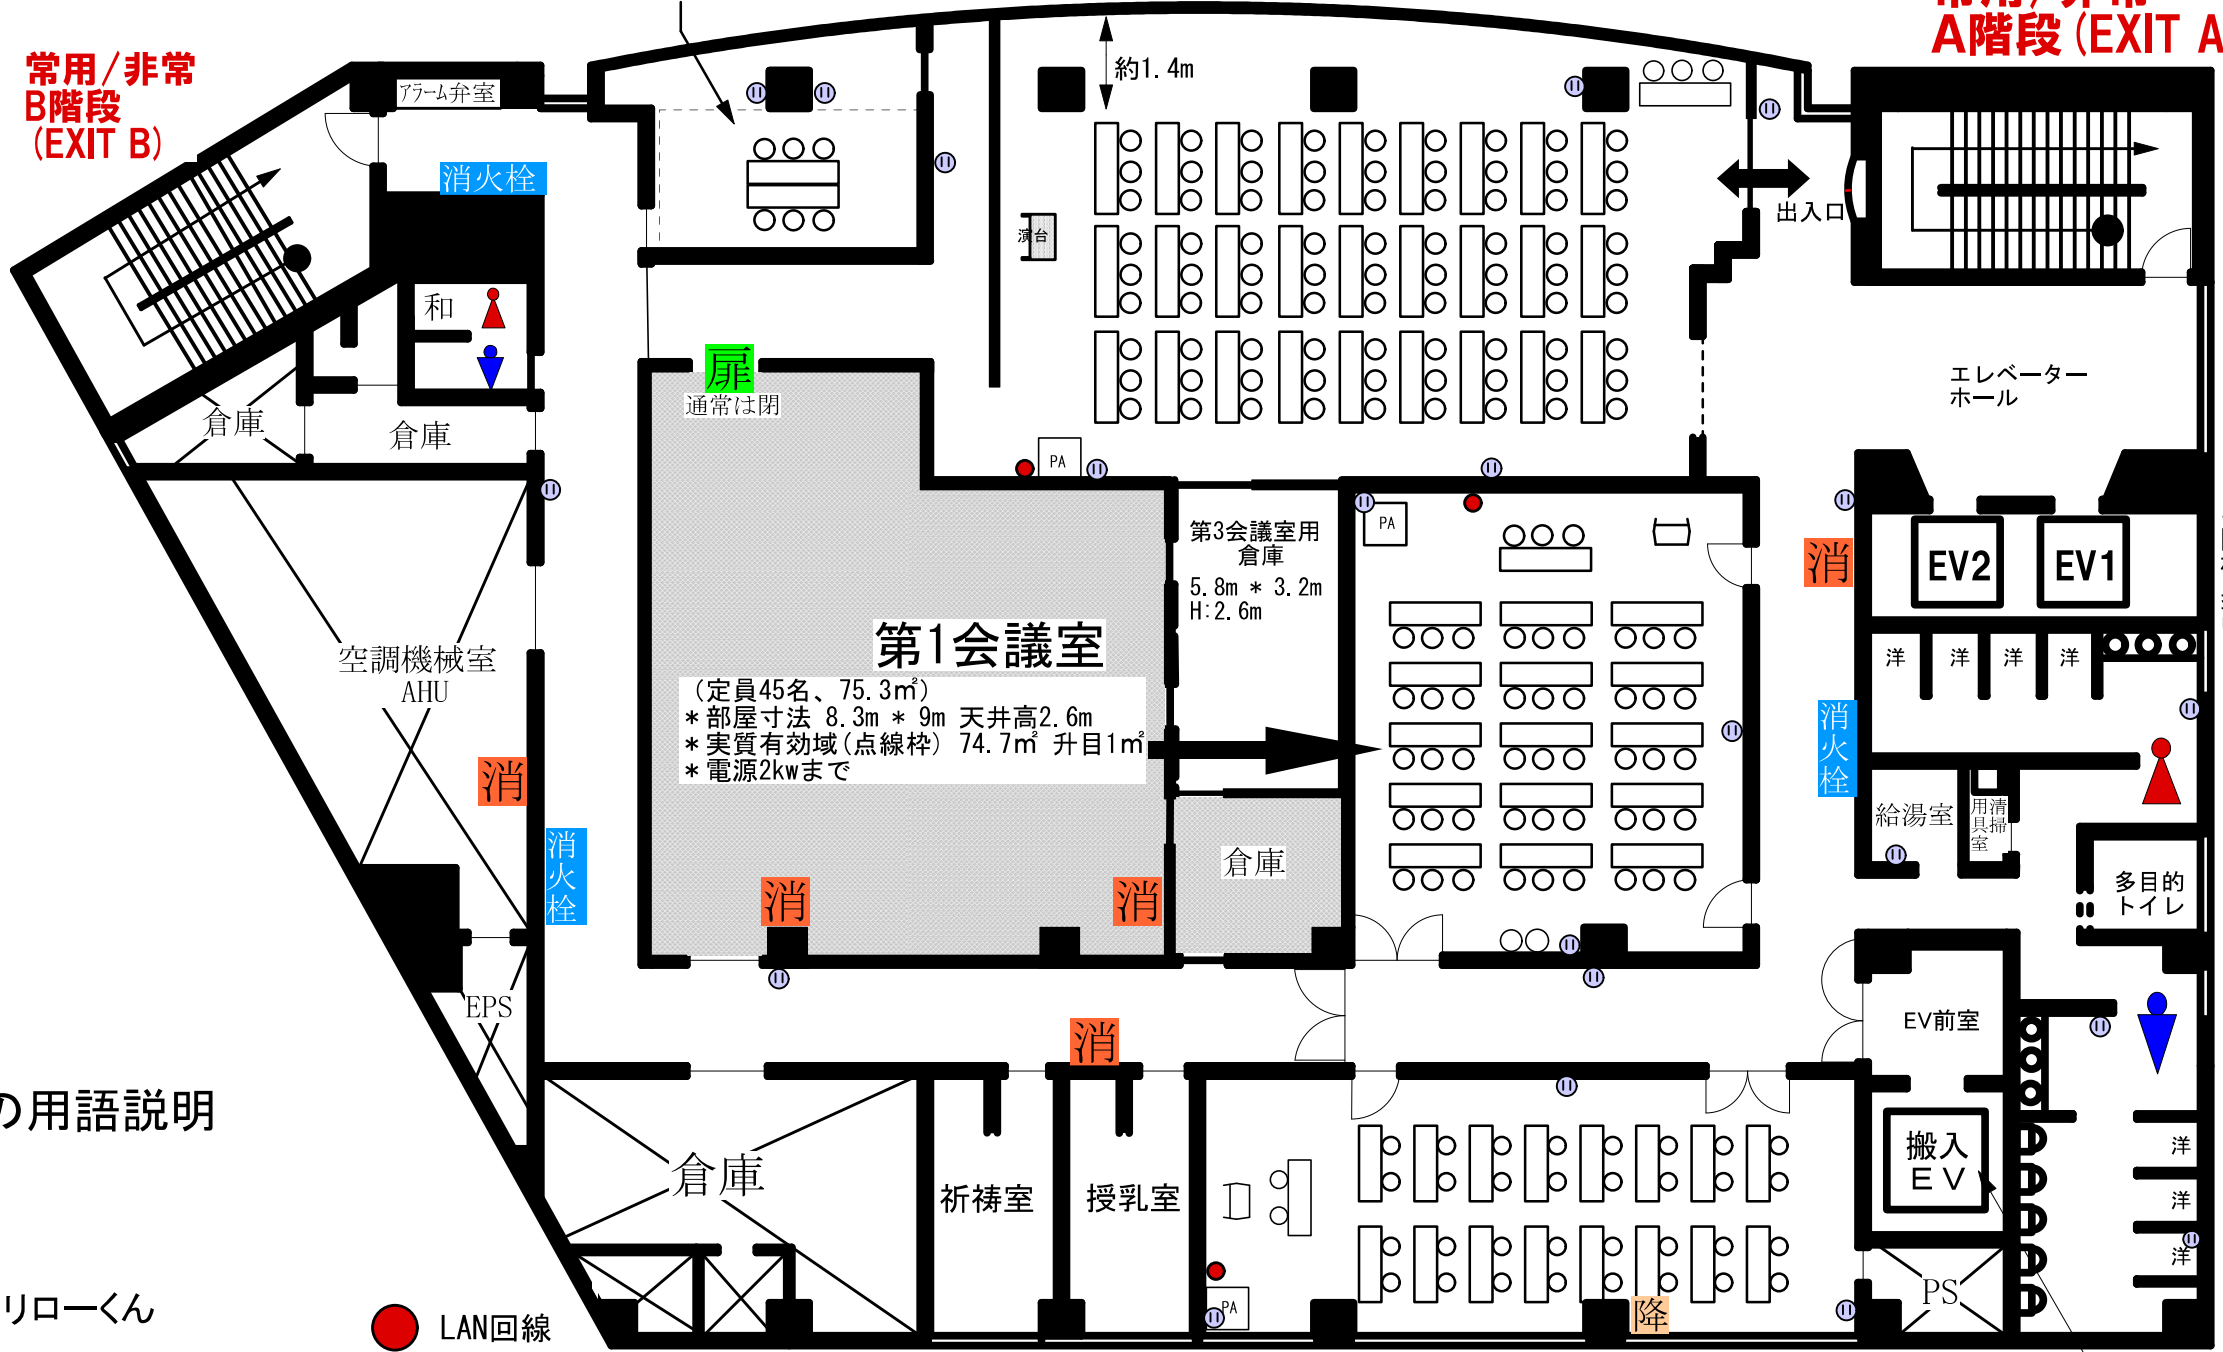 A階段(EXIT A
常用/非常
B階段
(EXIT B)
アラーム弁室
約1.4m
消火栓
出入口
演台
和
扉
通常は閉
エレベーター
ホール
倉庫
倉庫
PA
第3会議室用
倉庫
5.8m * 3.2m
H:2.6m
PA
消
EV2
EV1
第1会議室
(定員45名、75.3㎡)
*部屋寸法 8.3m * 9m 天井高2.6m
*実質有効域(点線枠) 74.7㎡ 升目1㎡
*電源2kwまで
空調機械室
AHU
洋 洋 洋 洋
消
消火栓
消火栓
給湯室
清掃用具室
倉庫
消
消
多目的
トイレ
EPS
EV前室
消
の用語説明
倉庫
祈祷室
授乳室
搬入
EV
洋
洋
洋
PA
降
PS
リローくん
LAN回線